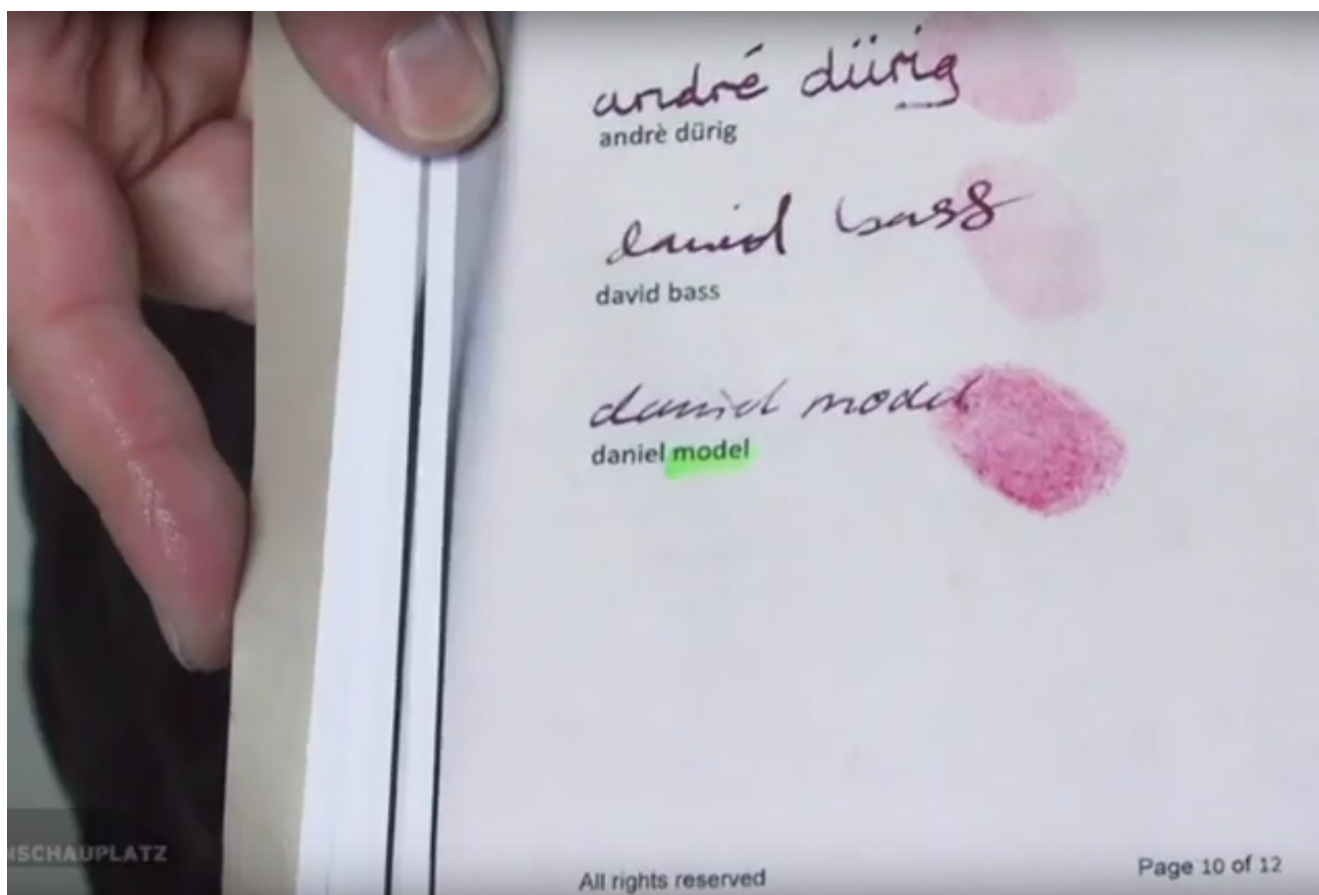 andré dürig
andrè dürig
david bass
david bass
daniel model
daniel model
NSCHAUPLATZ
All rights reserved
Page 10 of 12